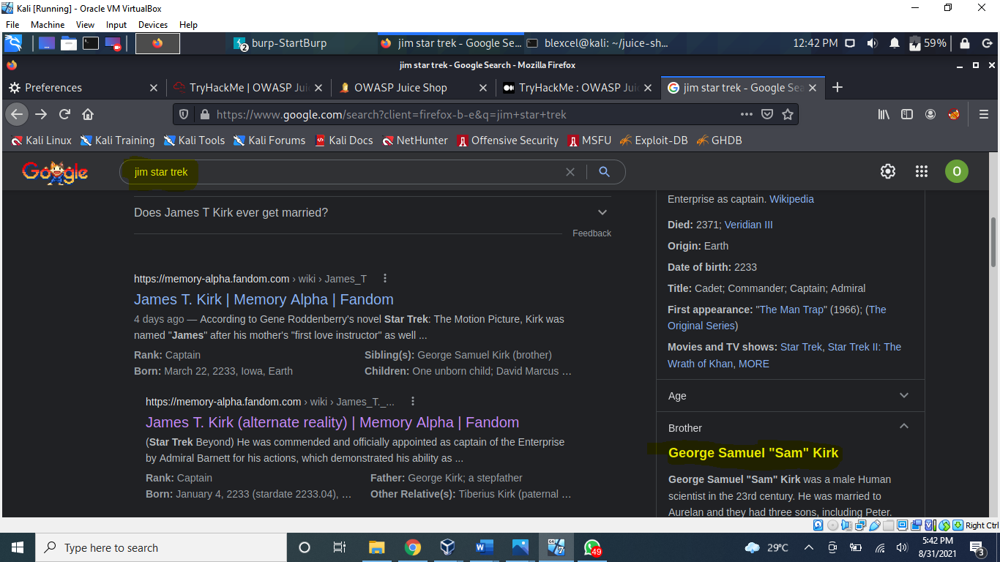 Kali [Running] - Oracle VM VirtualBox
File Machine View Input Devices Help
2 burp-StartBurp jim star trek - Google Se... blexcel@kali: ~/juice-sh... 12:42 PM 59%
jim star trek - Google Search - Mozilla Firefox
Preferences TryHackMe | OWASP Juic OWASP Juice Shop TryHackMe : OWASP Juic jim star trek - Google Sea
https://www.google.com/search?client=firefox-b-e&q=jim+star+trek
Kali Linux Kali Training Kali Tools Kali Forums Kali Docs NetHunter Offensive Security MSFU Exploit-DB GHDB
Google jim star trek O
Does James T Kirk ever get married?
Feedback
https://memory-alpha.fandom.com › wiki › James_T
James T. Kirk | Memory Alpha | Fandom
4 days ago — According to Gene Roddenberry's novel Star Trek: The Motion Picture, Kirk was
named "James" after his mother's "first love instructor" as well ...
Rank: Captain Sibling(s): George Samuel Kirk (brother)
Born: March 22, 2233, Iowa, Earth Children: One unborn child; David Marcus ...
https://memory-alpha.fandom.com › wiki › James_T._...
James T. Kirk (alternate reality) | Memory Alpha | Fandom
(Star Trek Beyond) He was commended and officially appointed as captain of the Enterprise
by Admiral Barnett for his actions, which demonstrated his ability as ...
Rank: Captain Father: George Kirk; a stepfather
Born: January 4, 2233 (stardate 2233.04), ... Other Relative(s): Tiberius Kirk (paternal ...
Enterprise as captain. Wikipedia
Died: 2371; Veridian III
Origin: Earth
Date of birth: 2233
Title: Cadet; Commander; Captain; Admiral
First appearance: "The Man Trap" (1966); (The
Original Series)
Movies and TV shows: Star Trek, Star Trek II: The
Wrath of Khan, MORE
Age
Brother
George Samuel "Sam" Kirk
George Samuel "Sam" Kirk was a male Human
scientist in the 23rd century. He was married to
Aurelan and they had three sons, including Peter.
Right Ctrl
Type here to search 49 29°C 5:42 PM
8/31/2021 3